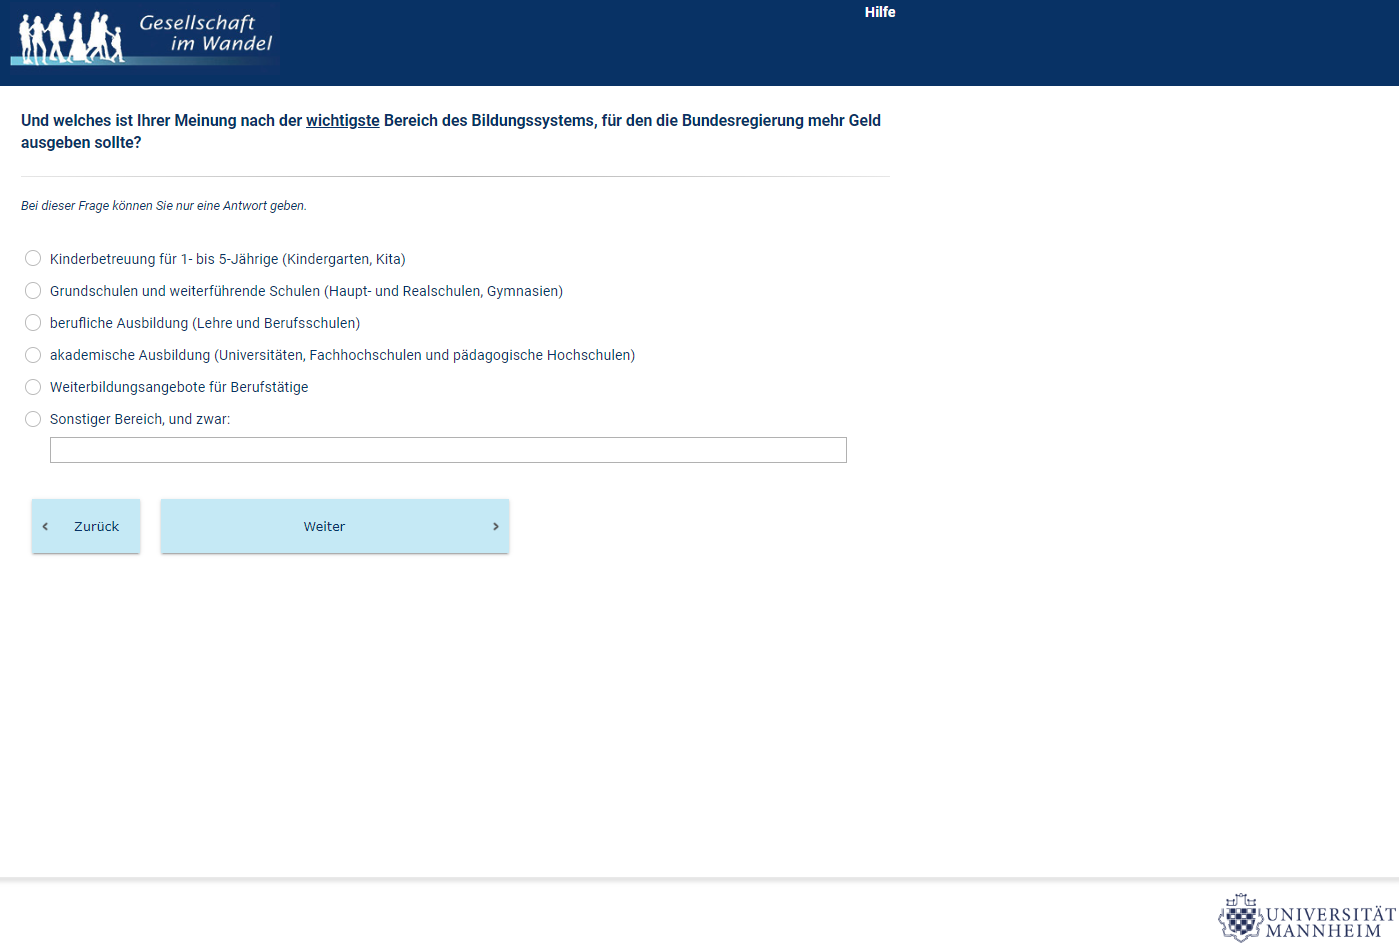 Gesellschaft
im Wandel
Hilfe
Und welches ist Ihrer Meinung nach der wichtigste Bereich des Bildungssystems, für den die Bundesregierung mehr Geld
ausgeben sollte?
Bei dieser Frage können Sie nur eine Antwort geben.
Kinderbetreuung für 1- bis 5-Jährige (Kindergarten, Kita)
Grundschulen und weiterführende Schulen (Haupt- und Realschulen, Gymnasien)
berufliche Ausbildung (Lehre und Berufsschulen)
akademische Ausbildung (Universitäten, Fachhochschulen und pädagogische Hochschulen)
Weiterbildungsangebote für Berufstätige
Sonstiger Bereich, und zwar:
Zurück
Weiter
UNIVERSITÄT
MANNHEIM